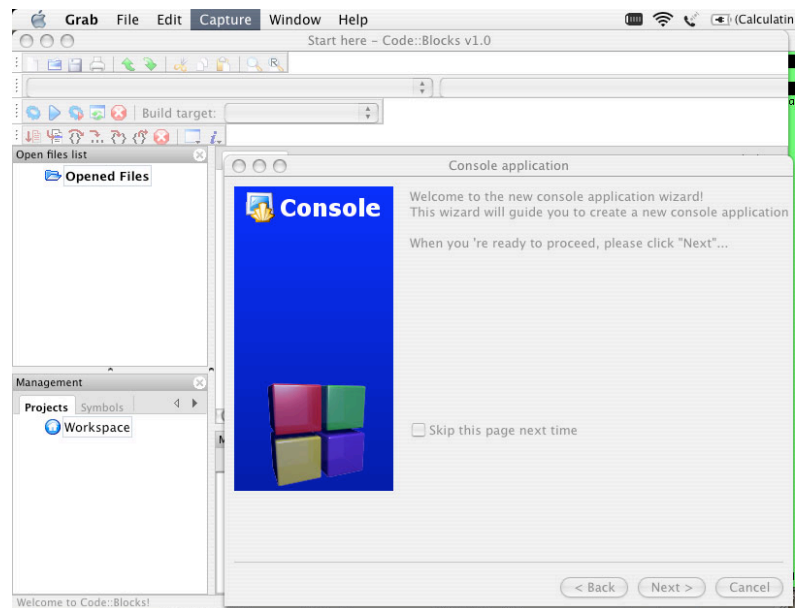 Grab File Edit Capture Window Help (Calculatin
Start here – Code::Blocks v1.0
Build target:
Open files list
Opened Files
Console application
Console
Welcome to the new console application wizard!
This wizard will guide you to create a new console application
When you 're ready to proceed, please click "Next"...
Management
Projects Symbols
Workspace
Skip this page next time
< Back Next > Cancel
Welcome to Code::Blocks!